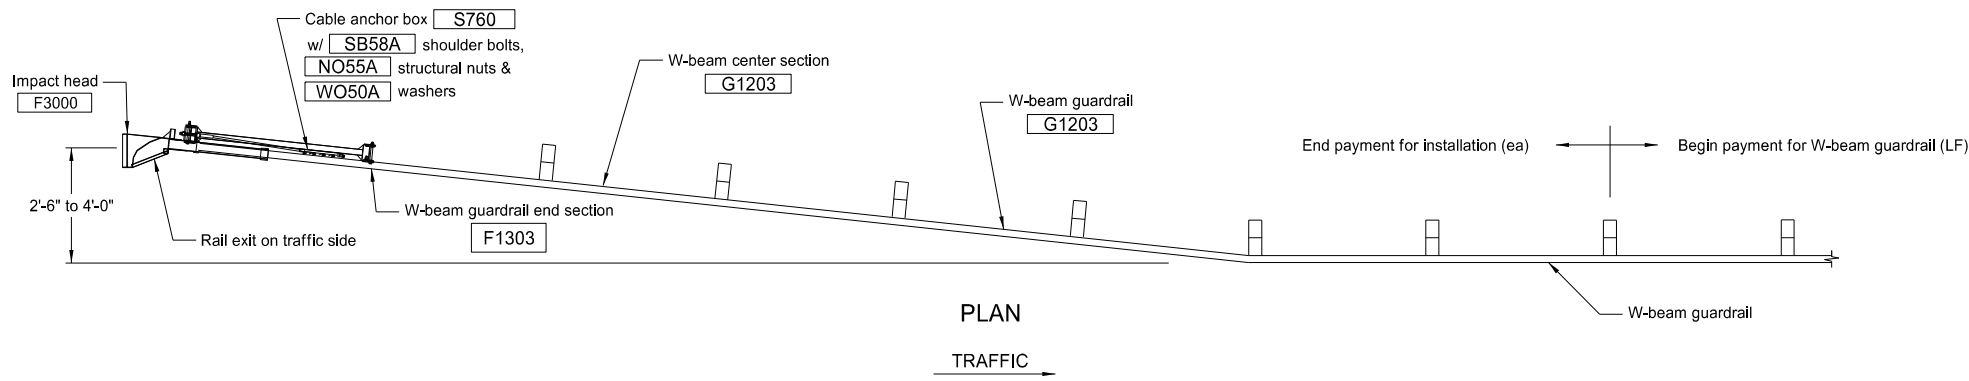 Cable anchor box S760
w/ SB58A shoulder bolts,
NO55A structural nuts &
WO50A washers
Impact head
F3000
W-beam center section
G1203
W-beam guardrail
G1203
End payment for installation (ea)
Begin payment for W-beam guardrail (LF)
2'-6" to 4'-0"
W-beam guardrail end section
F1303
Rail exit on traffic side
W-beam guardrail
PLAN
TRAFFIC